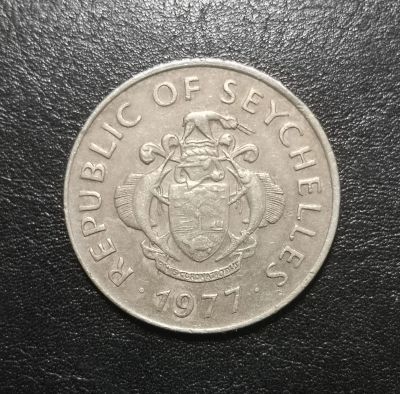 REPUBLIC OF SEYCHELLES
· 1977 ·